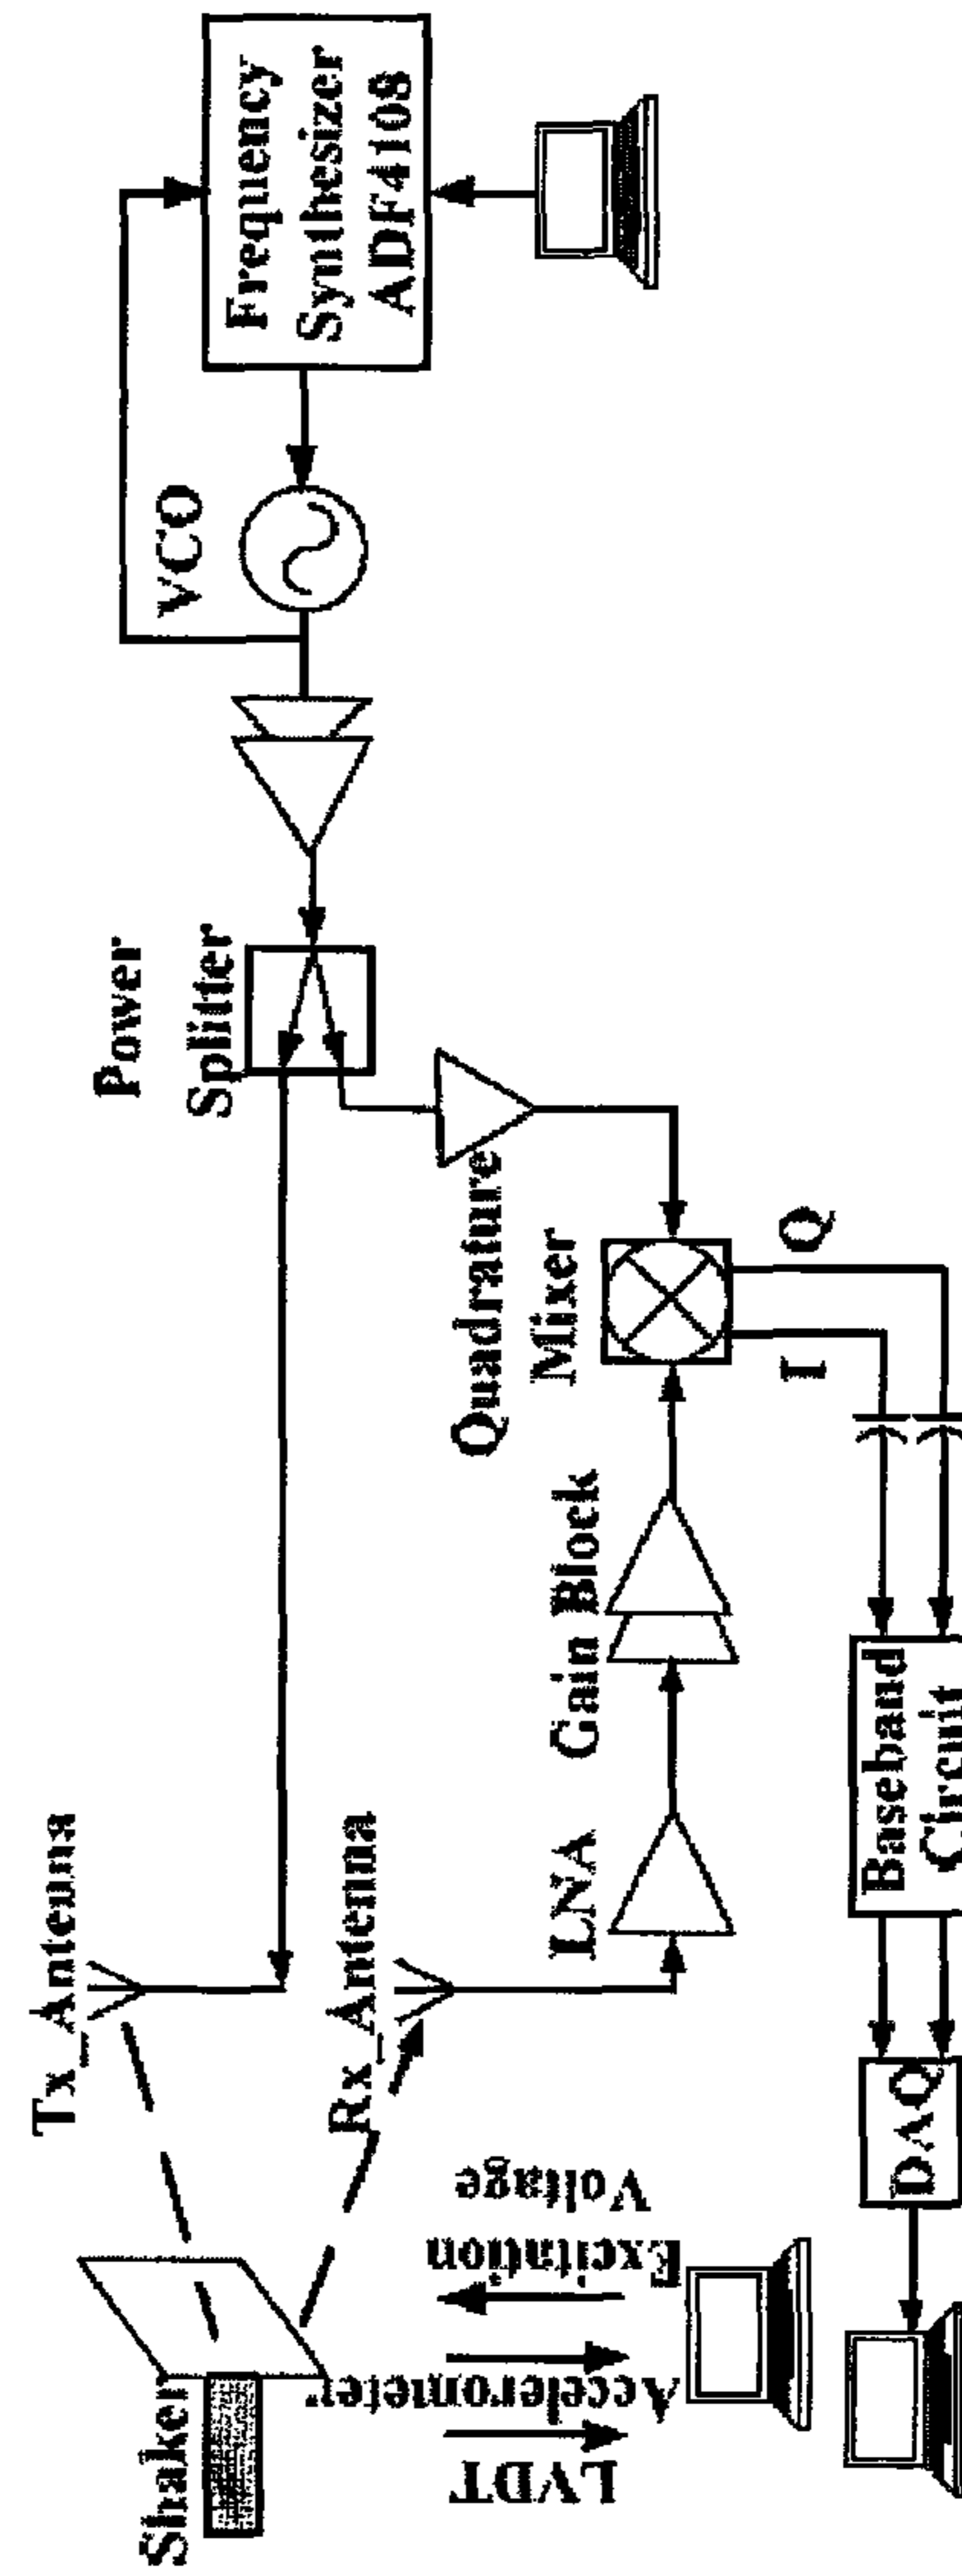 Shaker
Tx_Antenna
Rx_Antenna
Power
Splitter
VCO
Frequency
Synthesizer
ADF4108
LVDT
Accelerometer
Excitation
Voltage
LNA
Gain Block
Quadrature
Mixer
I
Q
DAQ
Baseband
Circuit